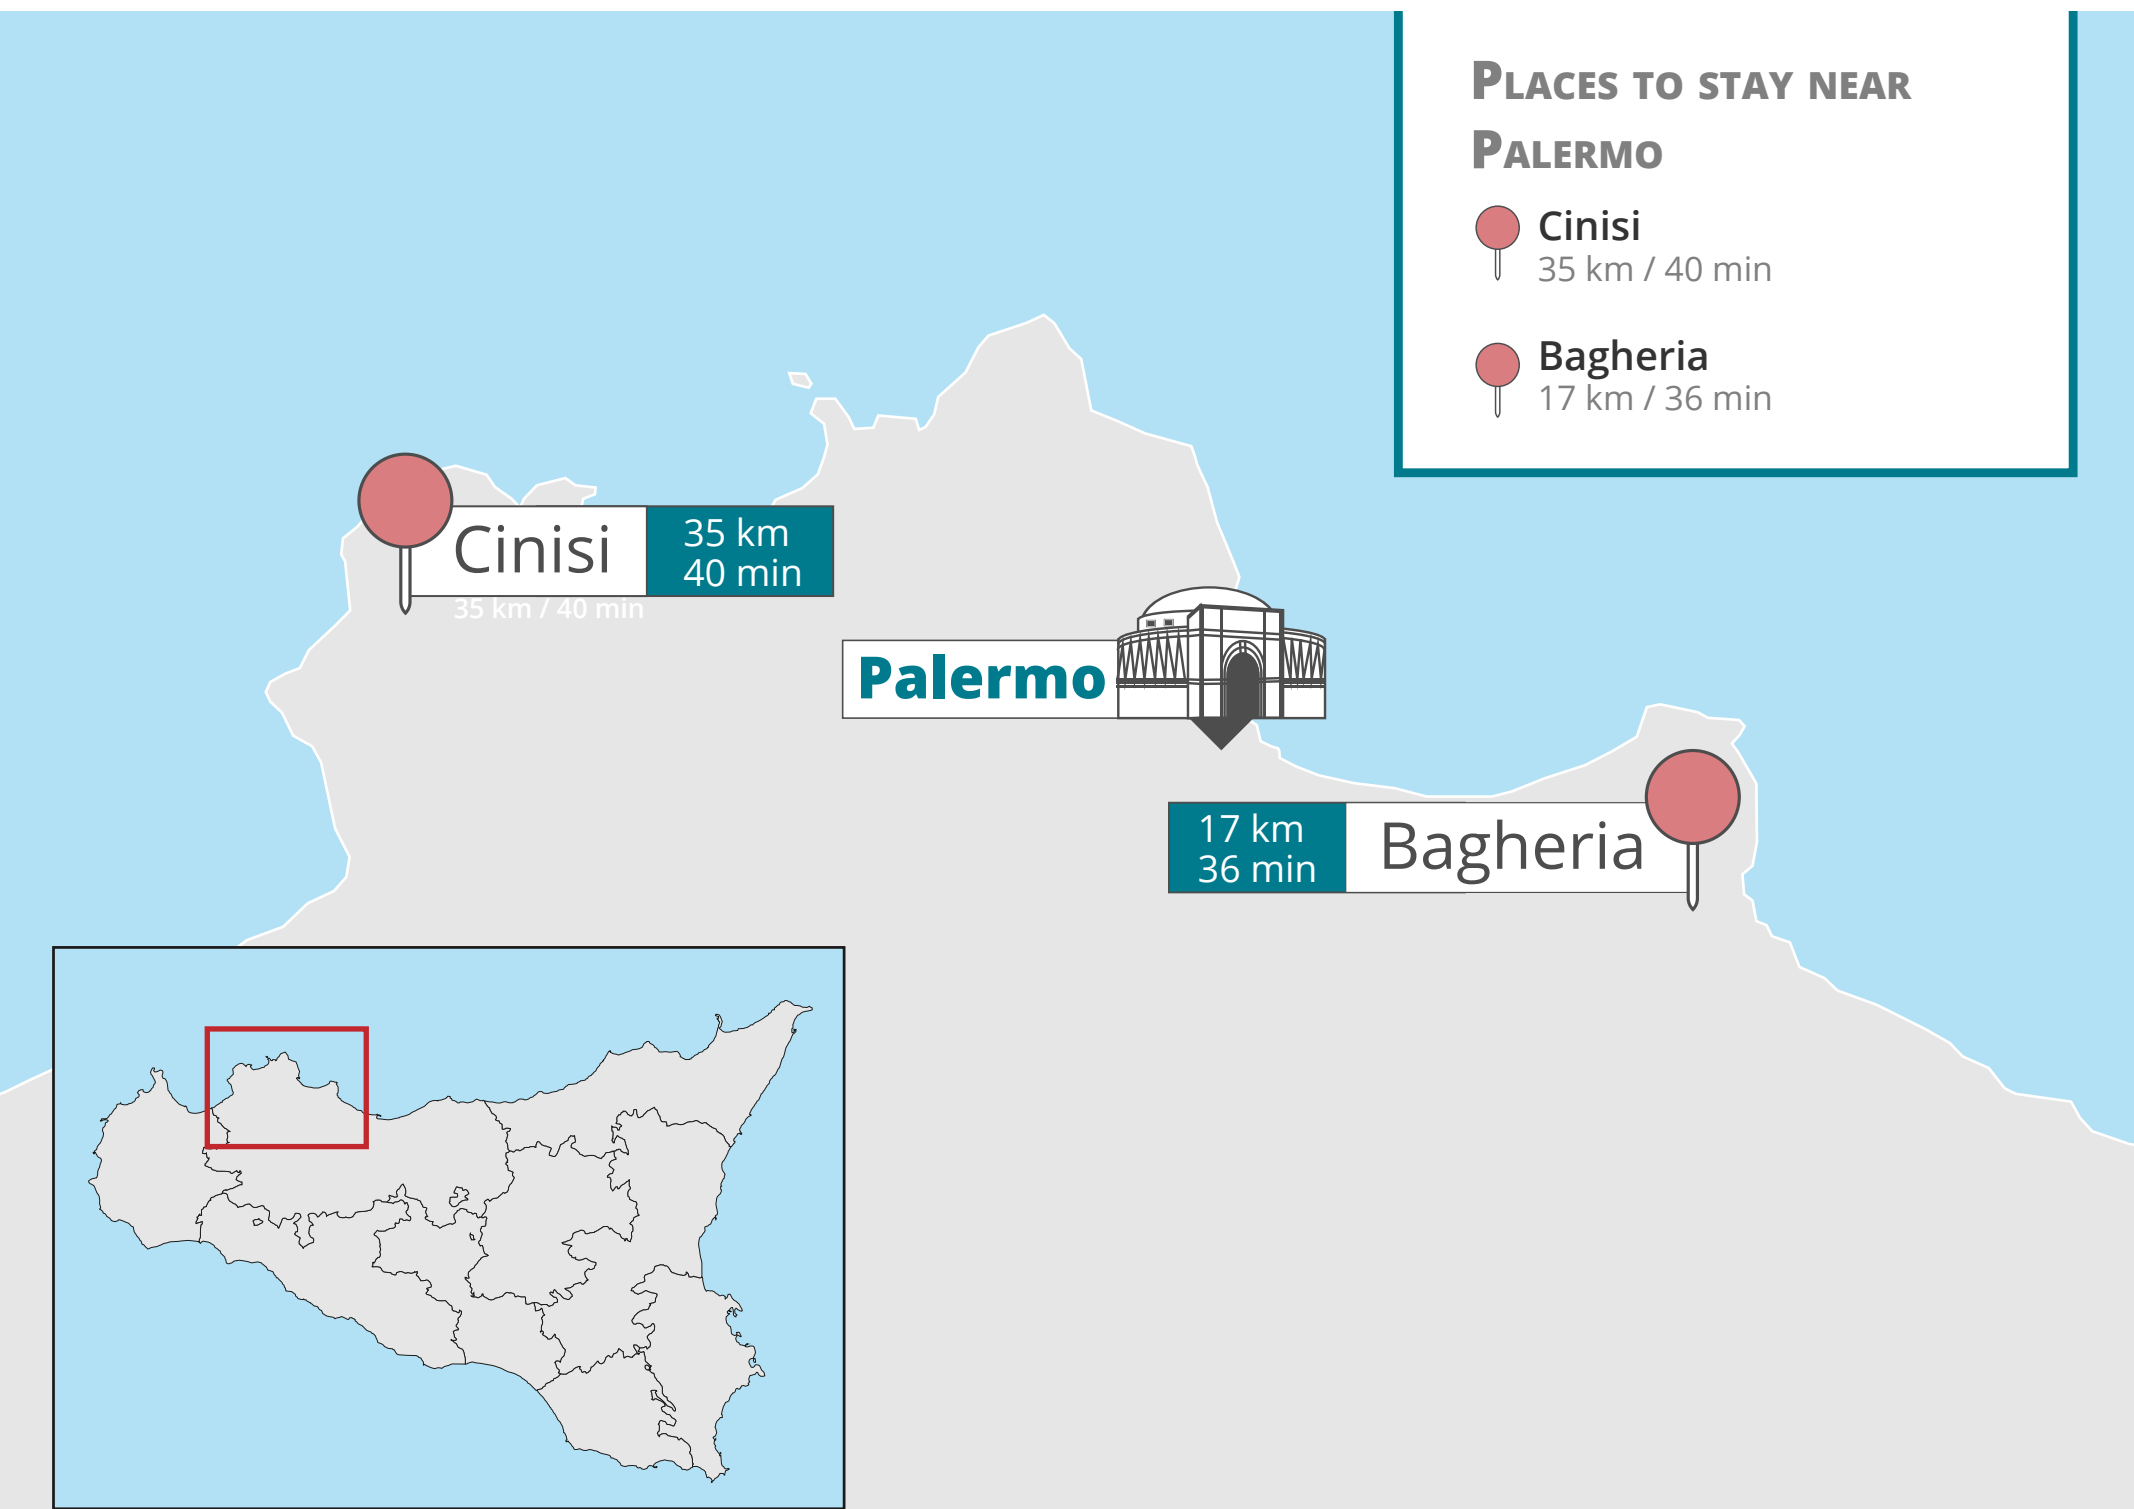 Places to stay near
Palermo
Cinisi
35 km / 40 min
Bagheria
17 km / 36 min
Cinisi
35 km
40 min
35 km / 40 min
Palermo
17 km
36 min
Bagheria